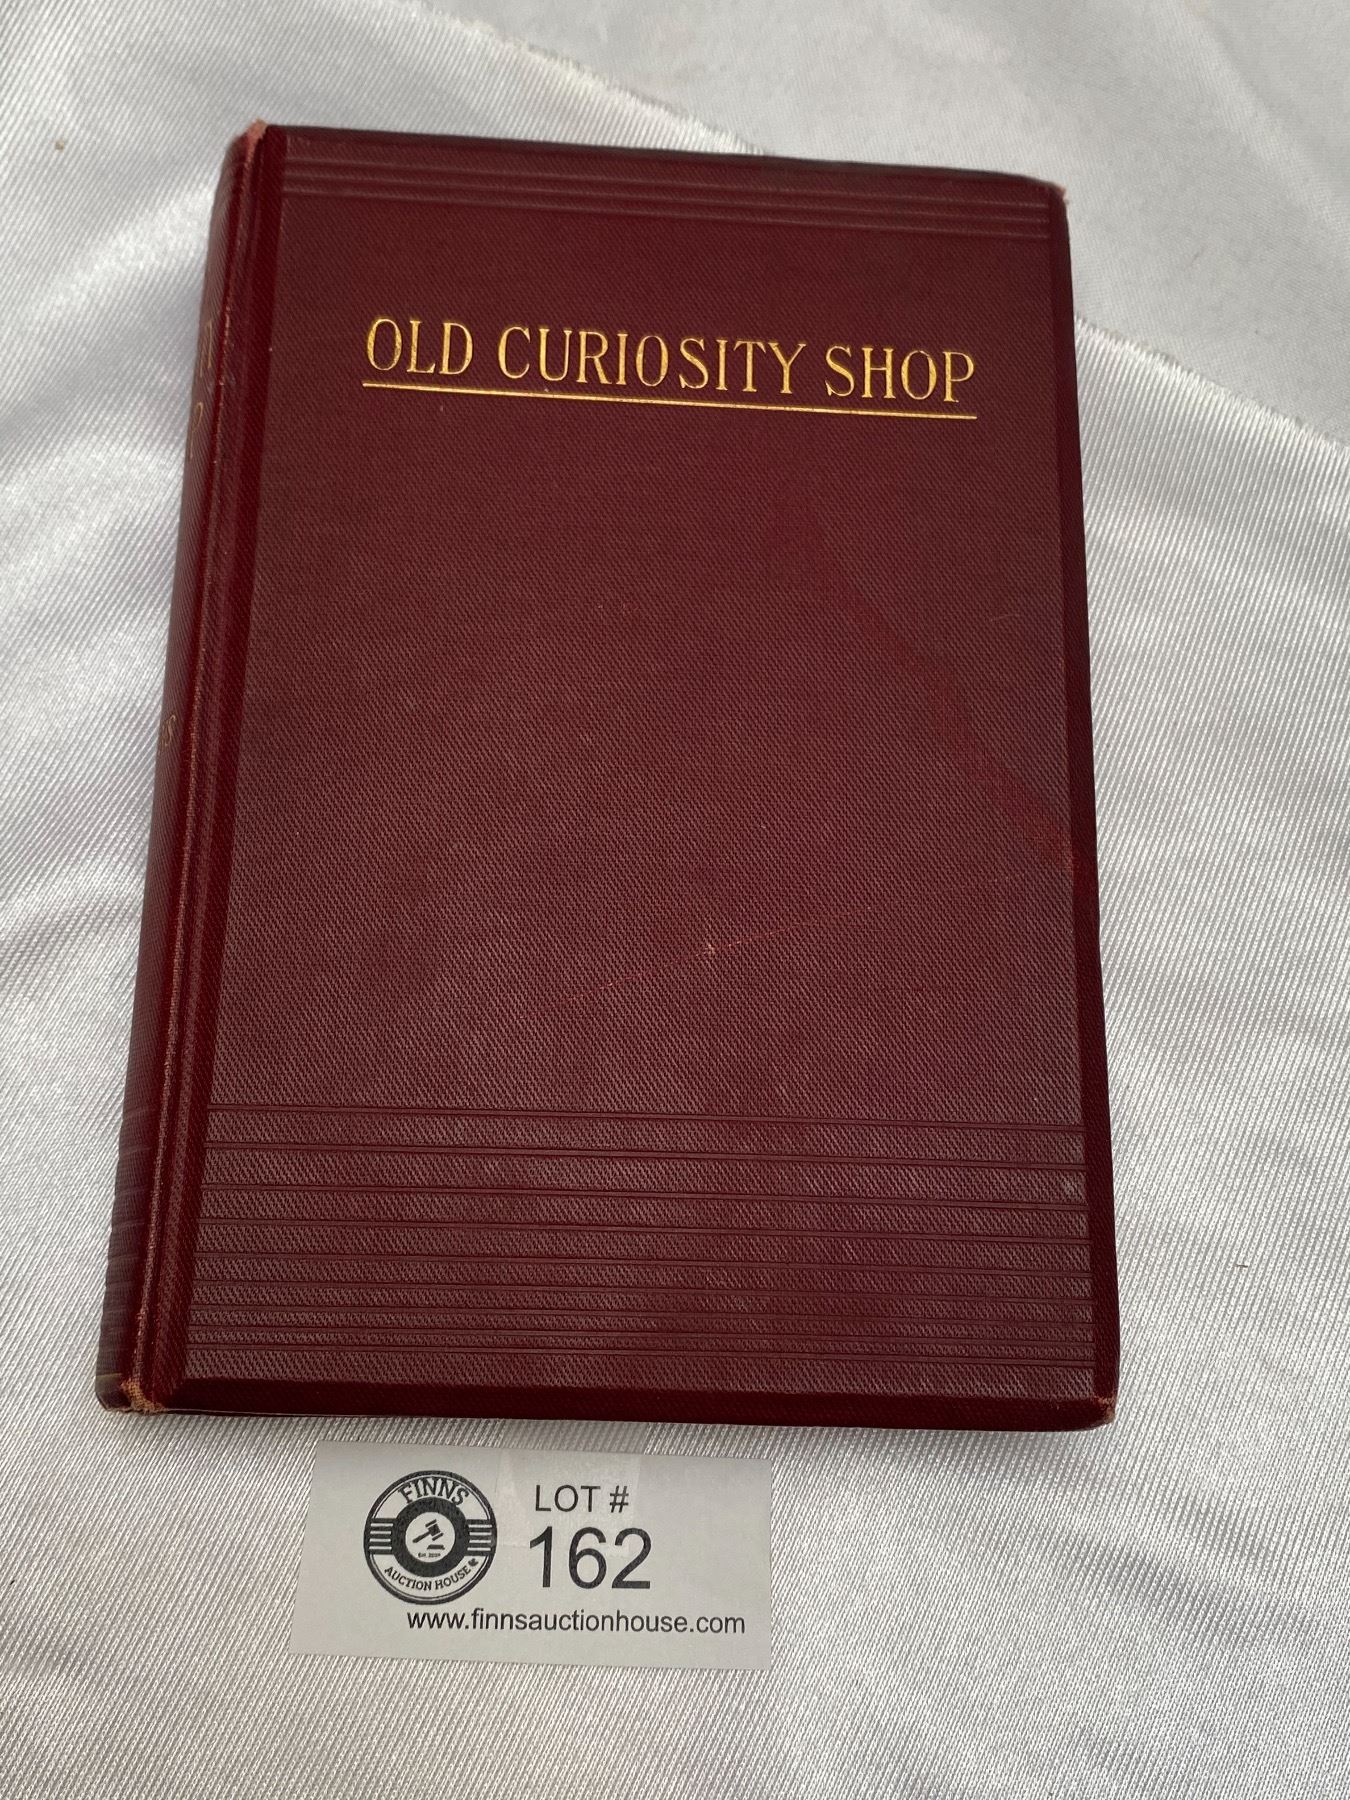 OLD CURIOSITY SHOP
FINNS
AUCTION HOUSE
LOT #
162
www.finnsauctionhouse.com